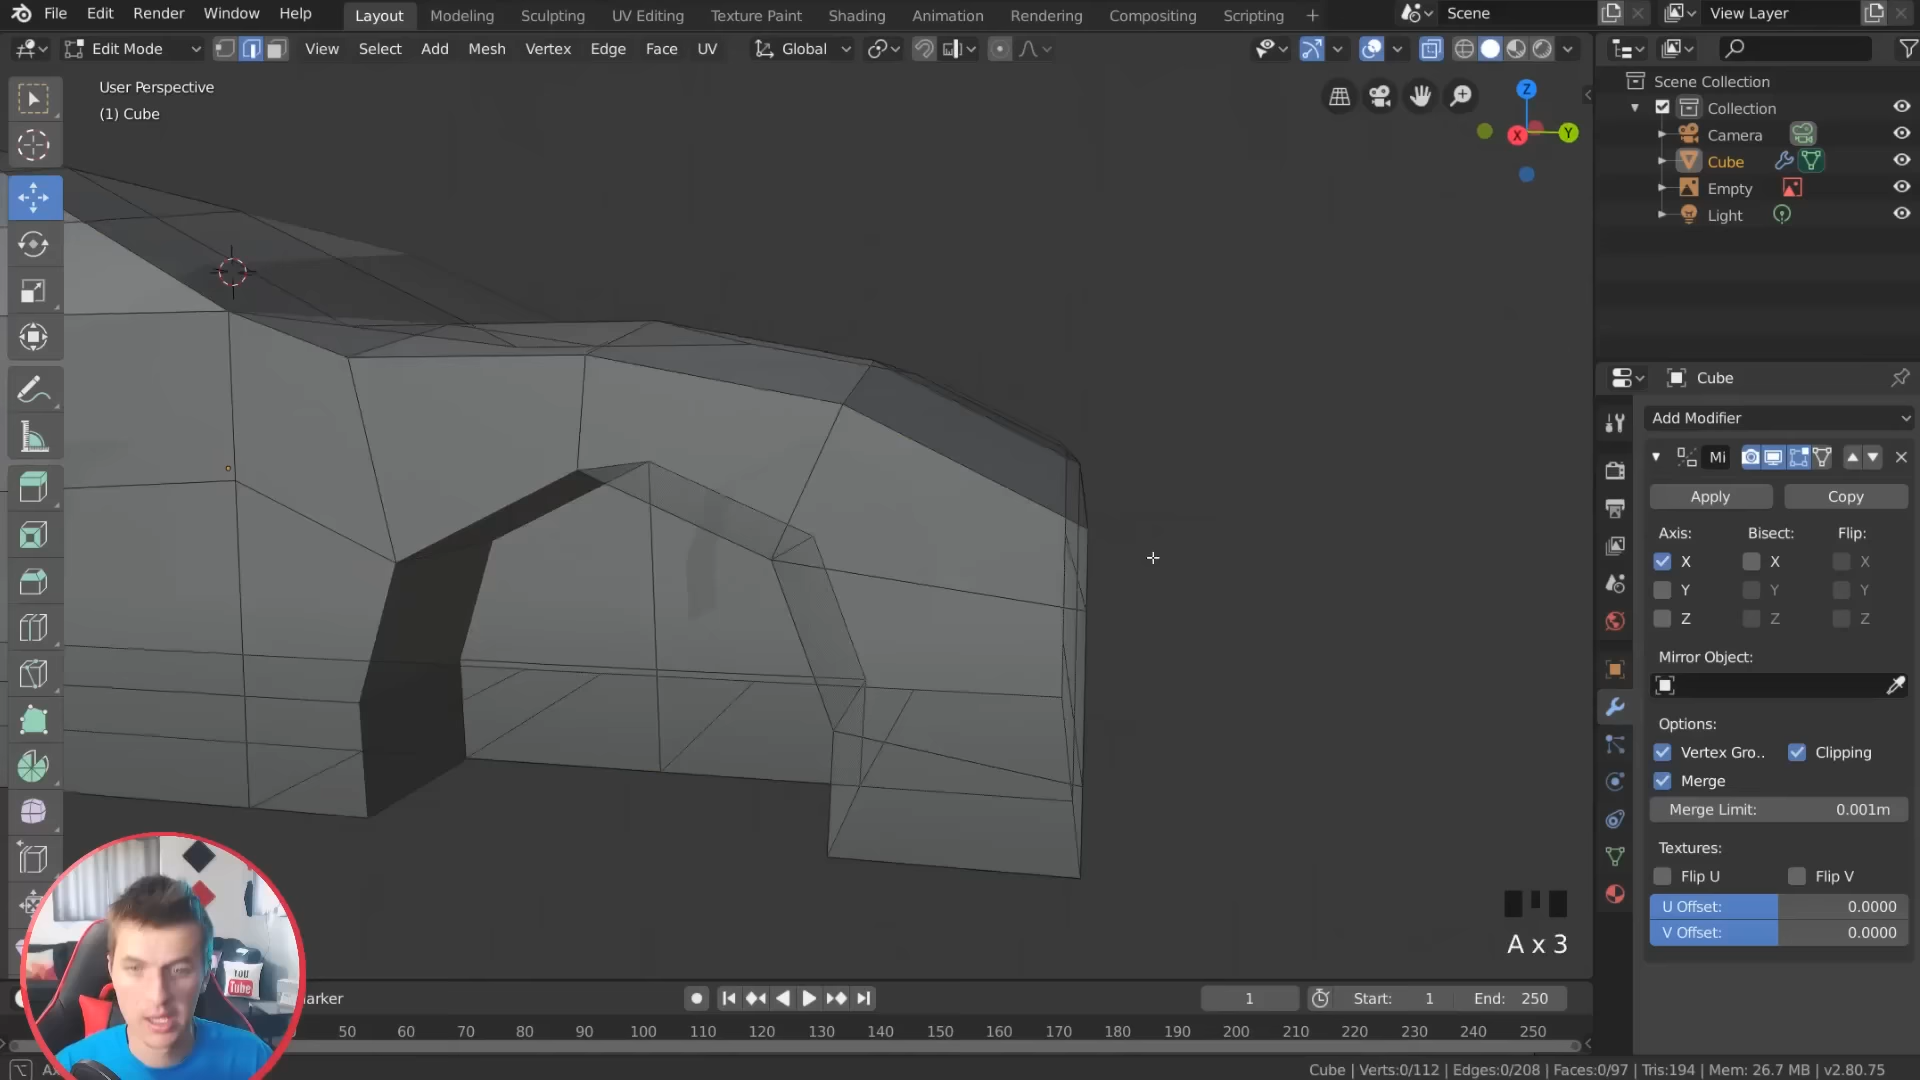 File Edit Render Window Help Layout Modeling Sculpting UV Editing Texture Paint Shading Animation Rendering Compositing Scripting + Scene View Layer
Edit Mode View Select Add Mesh Vertex Edge Face UV Global
User Perspective
(1) Cube
Z
X
Y
Scene Collection
Collection
Camera
Cube
Empty
Light
Cube
Add Modifier
Mi
Apply Copy
Axis: Bisect: Flip:
X X X
Y Y Y
Z Z Z
Mirror Object:
Options:
Vertex Gro.. Clipping
Merge
Merge Limit: 0.001m
Textures:
Flip U Flip V
U Offset: 0.0000
V Offset: 0.0000
A x 3
You
Tube
arker 1 Start: 1 End: 250
50 60 70 80 90 100 110 120 130 140 150 160 170 180 190 200 210 220 230 240 250
Cube | Verts:0/112 | Edges:0/208 | Faces:0/97 | Tris:194 | Mem: 26.7 MB | v2.80.75